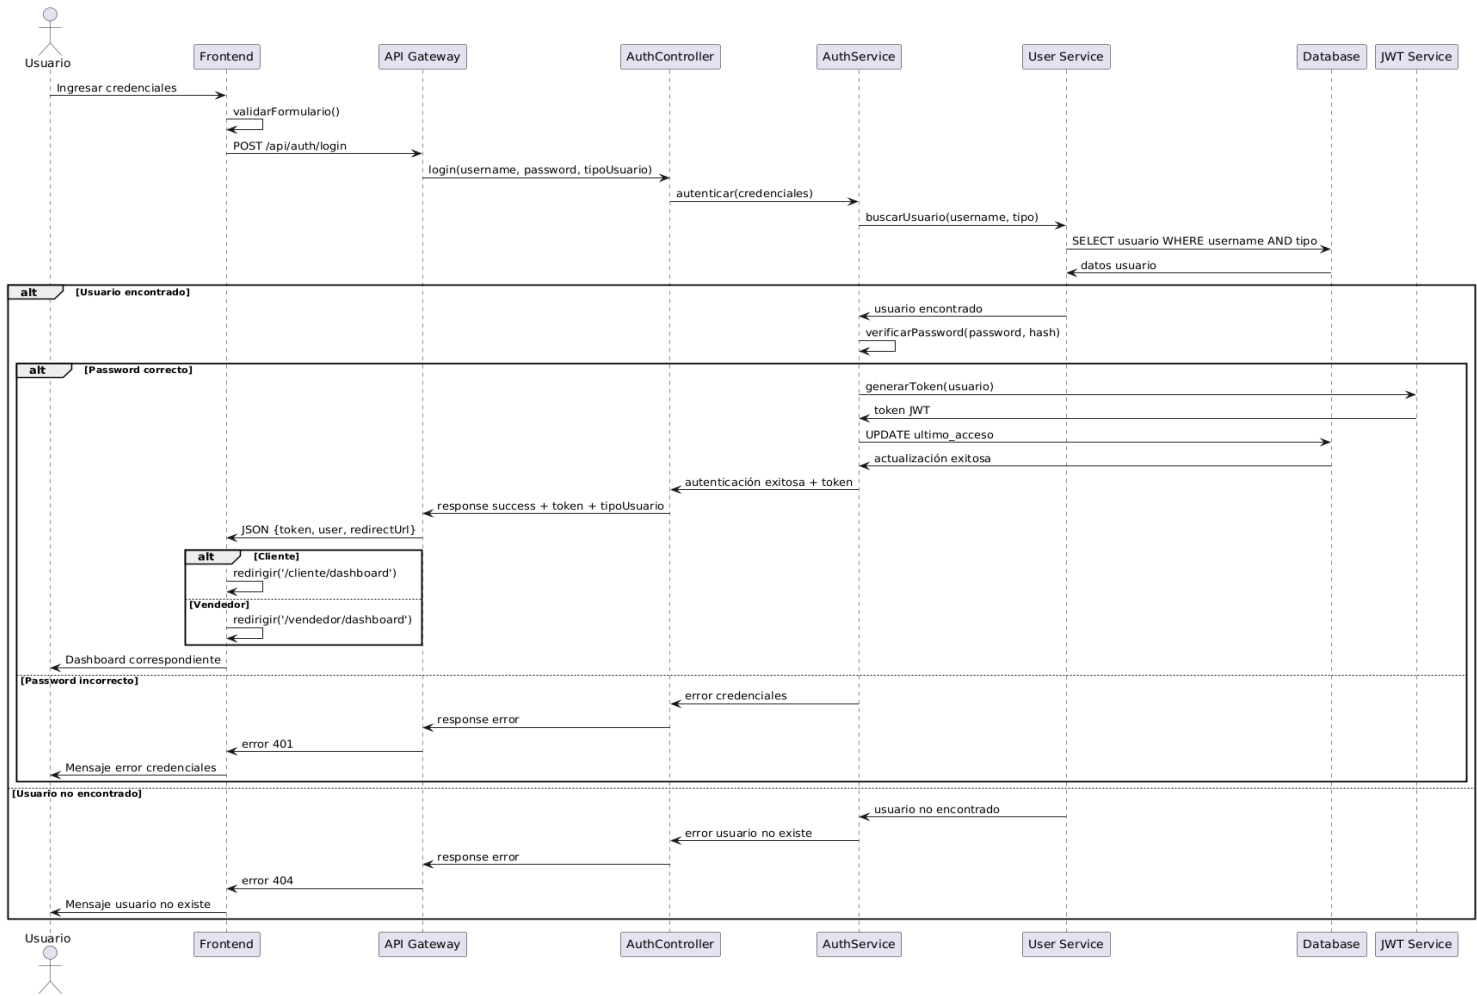 Usuario
Frontend
API Gateway
AuthController
AuthService
User Service
Database
JWT Service
Ingresar credenciales
validarFormulario()
POST /api/auth/login
login(username, password, tipoUsuario)
autenticar(credenciales)
buscarUsuario(username, tipo)
SELECT usuario WHERE username AND tipo
datos usuario
alt
[Usuario encontrado]
usuario encontrado
verificarPassword(password, hash)
alt
[Password correcto]
generarToken(usuario)
token JWT
UPDATE ultimo_acceso
actualización exitosa
autenticación exitosa + token
response success + token + tipoUsuario
JSON {token, user, redirectUrl}
alt
[Cliente]
redirigir('/cliente/dashboard')
[Vendedor]
redirigir('/vendedor/dashboard')
Dashboard correspondiente
[Password incorrecto]
error credenciales
response error
error 401
Mensaje error credenciales
[Usuario no encontrado]
usuario no encontrado
error usuario no existe
response error
error 404
Mensaje usuario no existe
Usuario
Frontend
API Gateway
AuthController
AuthService
User Service
Database
JWT Service